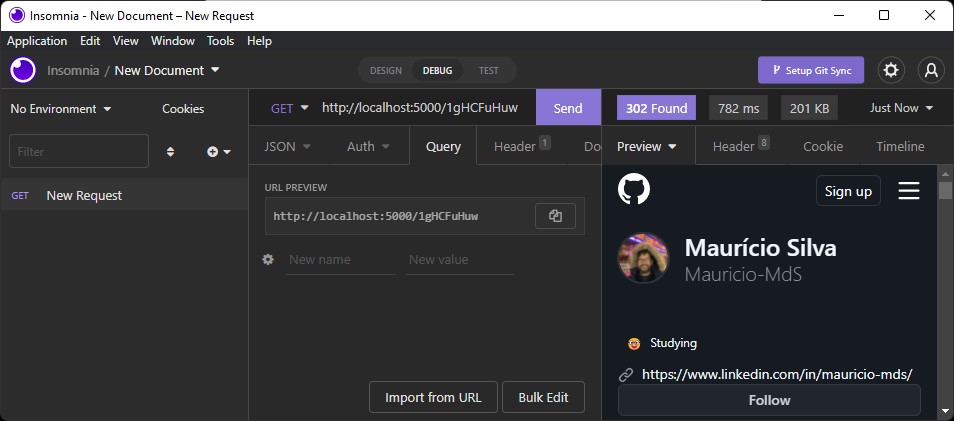 Insomnia - New Document – New Request
Application Edit View Window Tools Help
Insomnia / New Document
DESIGN DEBUG TEST
Setup Git Sync
No Environment
Cookies
Filter
GET New Request
GET http://localhost:5000/1gHCFuHuw Send
JSON Auth Query Header 1 Do
URL PREVIEW
http://localhost:5000/1gHCFuHuw
New name New value
Import from URL Bulk Edit
302 Found 782 ms 201 KB Just Now
Preview Header 8 Cookie Timeline
Sign up
Maurício Silva
Mauricio-MdS
Studying
https://www.linkedin.com/in/mauricio-mds/
Follow